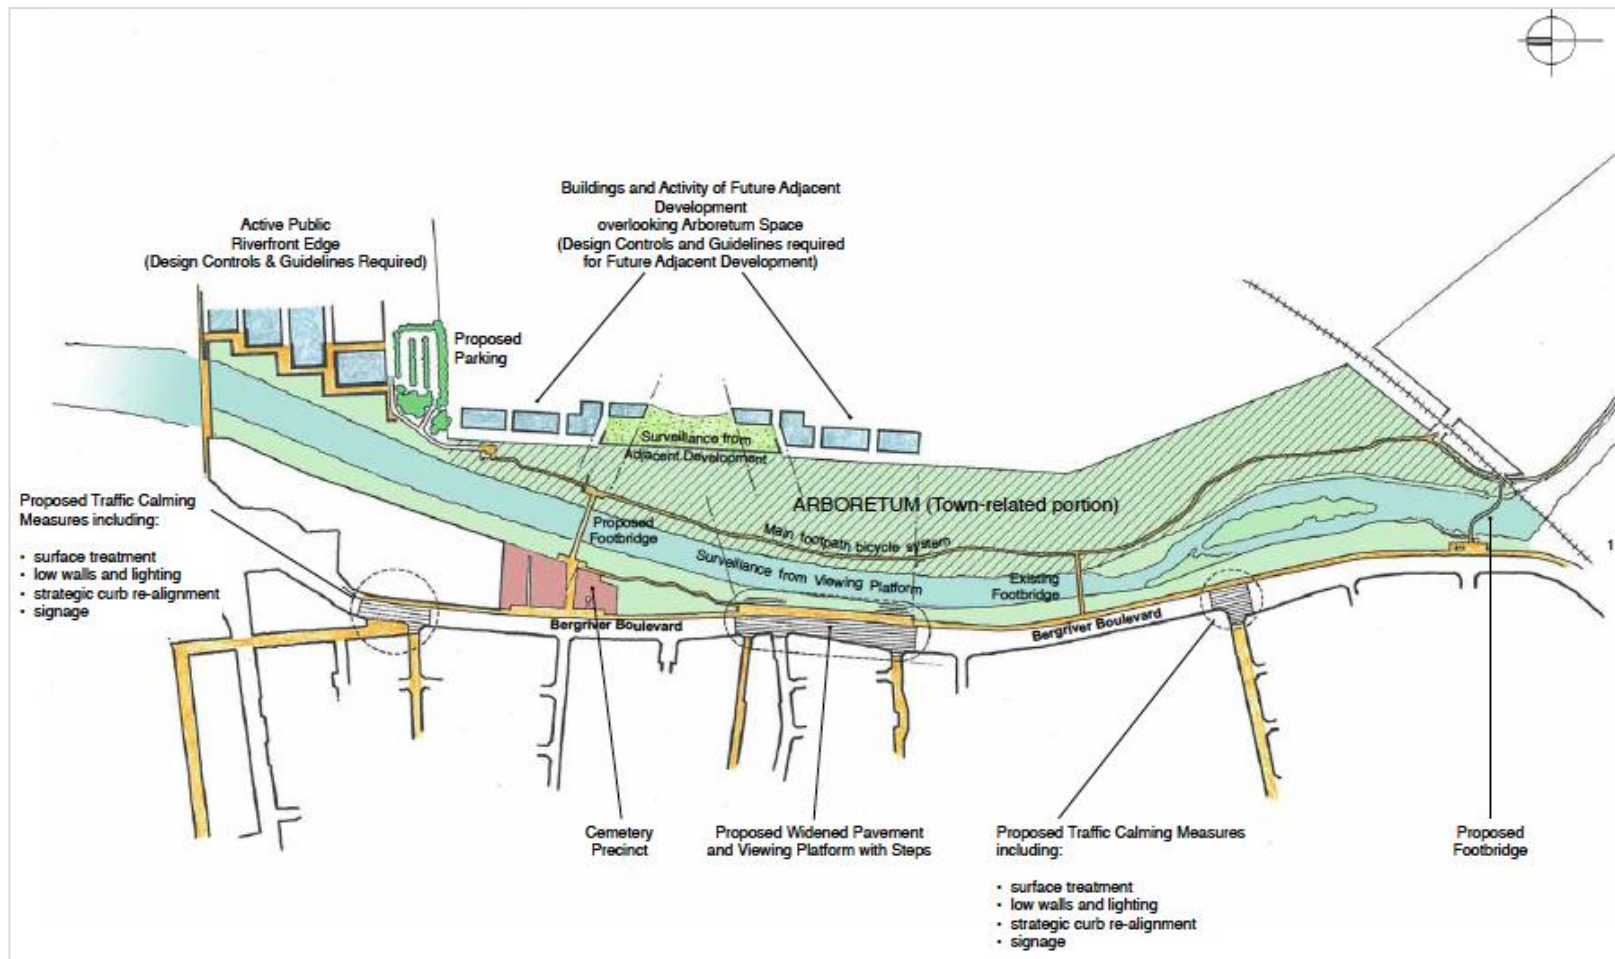 Buildings and Activity of Future Adjacent
Development
overlooking Arboretum Space
(Design Controls and Guidelines required
for Future Adjacent Development)
Active Public
Riverfront Edge
(Design Controls & Guidelines Required)
Proposed
Parking
Surveillance from
Adjacent Development
ARBORETUM (Town-related portion)
Proposed Traffic Calming
Measures including:
• surface treatment
• low walls and lighting
• strategic curb re-alignment
• signage
Proposed
Footbridge
Main footpath bicycle system
Surveillance from Viewing Platform
Existing
Footbridge
1
Bergriver Boulevard
Bergriver Boulevard
Cemetery
Precinct
Proposed Widened Pavement
and Viewing Platform with Steps
Proposed Traffic Calming Measures
including:
• surface treatment
• low walls and lighting
• strategic curb re-alignment
• signage
Proposed
Footbridge